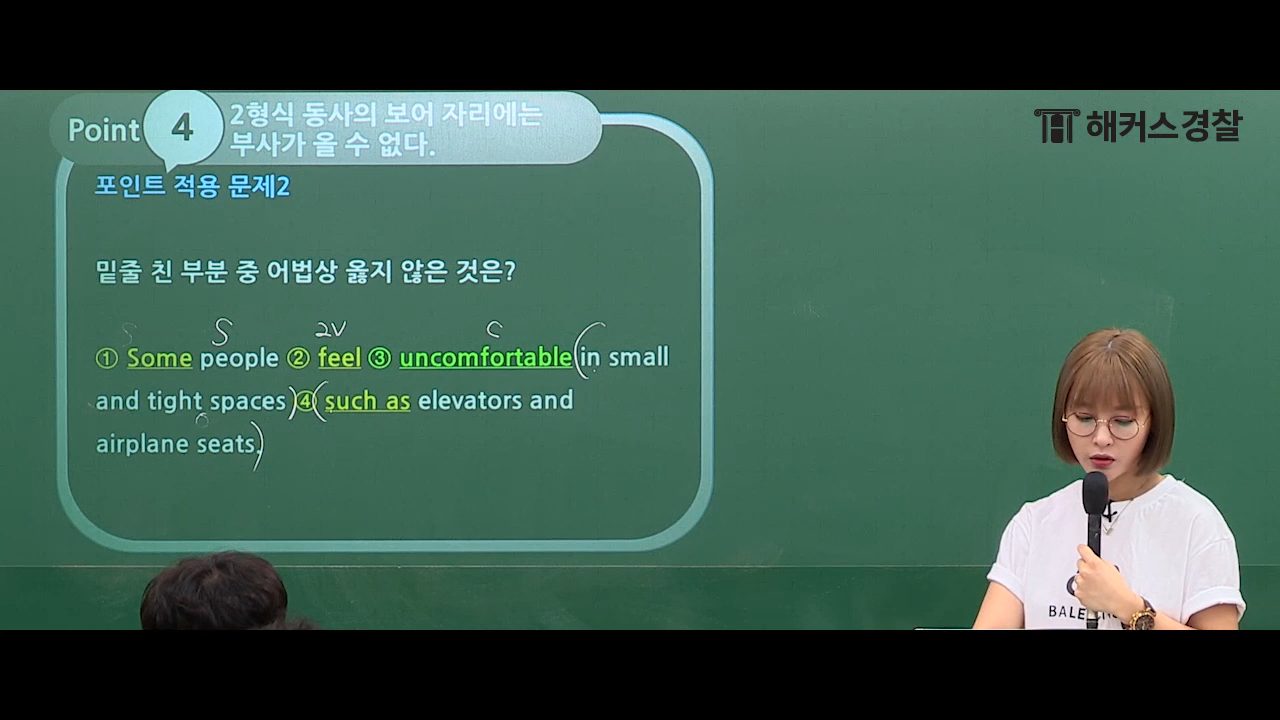 해커스경찰
Point 4 2형식 동사의 보어 자리에는
부사가 올 수 없다.
포인트 적용 문제2
밑줄 친 부분 중 어법상 옳지 않은 것은?
S 2V C
① Some people ② feel ③ uncomfortable (in small
and tight spaces) ④ (such as elevators and
airplane seats.)